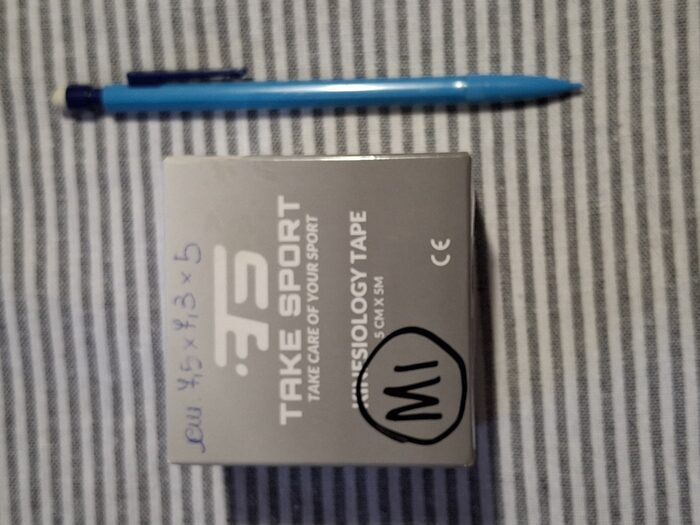 cm. 7,5 x 7,3 x 5
TS
TAKE SPORT
TAKE CARE OF YOUR SPORT
KINESIOLOGY TAPE
5 CM X 5M
M1
CE